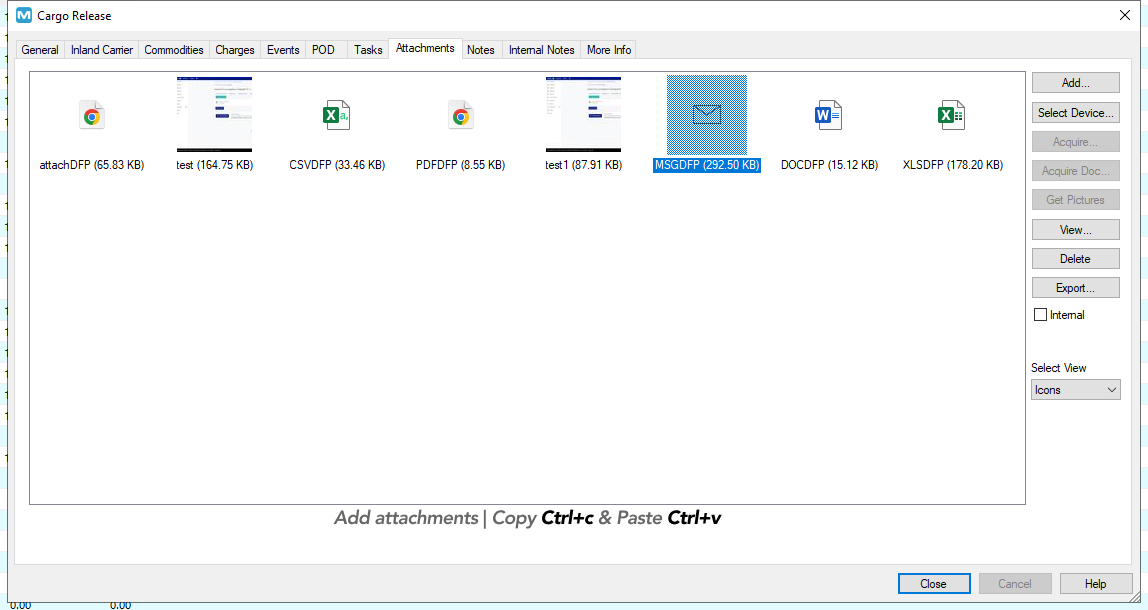 Cargo Release
General Inland Carrier Commodities Charges Events POD Tasks Attachments Notes Internal Notes More Info
Add...
Select Device...
Acquire...
Acquire Doc...
Get Pictures
View...
Delete
Export...
Internal
Select View
Icons
attachDFP (65.83 KB) test (164.75 KB) CSVDFP (33.46 KB) PDFDFP (8.55 KB) test1 (87.91 KB) MSGDFP (292.50 KB) DOCDFP (15.12 KB) XLSDFP (178.20 KB)
Add attachments | Copy Ctrl+c & Paste Ctrl+v
Close Cancel Help
0.00 0.00